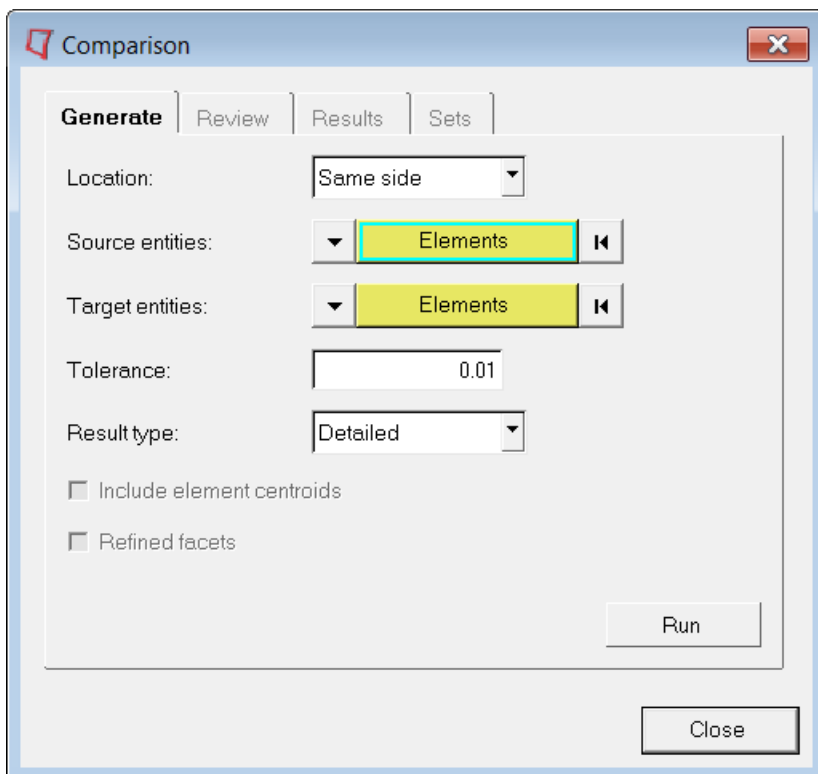 Comparison
Generate Review Results Sets
Location: Same side
Source entities: Elements
Target entities: Elements
Tolerance: 0.01
Result type: Detailed
Include element centroids
Refined facets
Run
Close